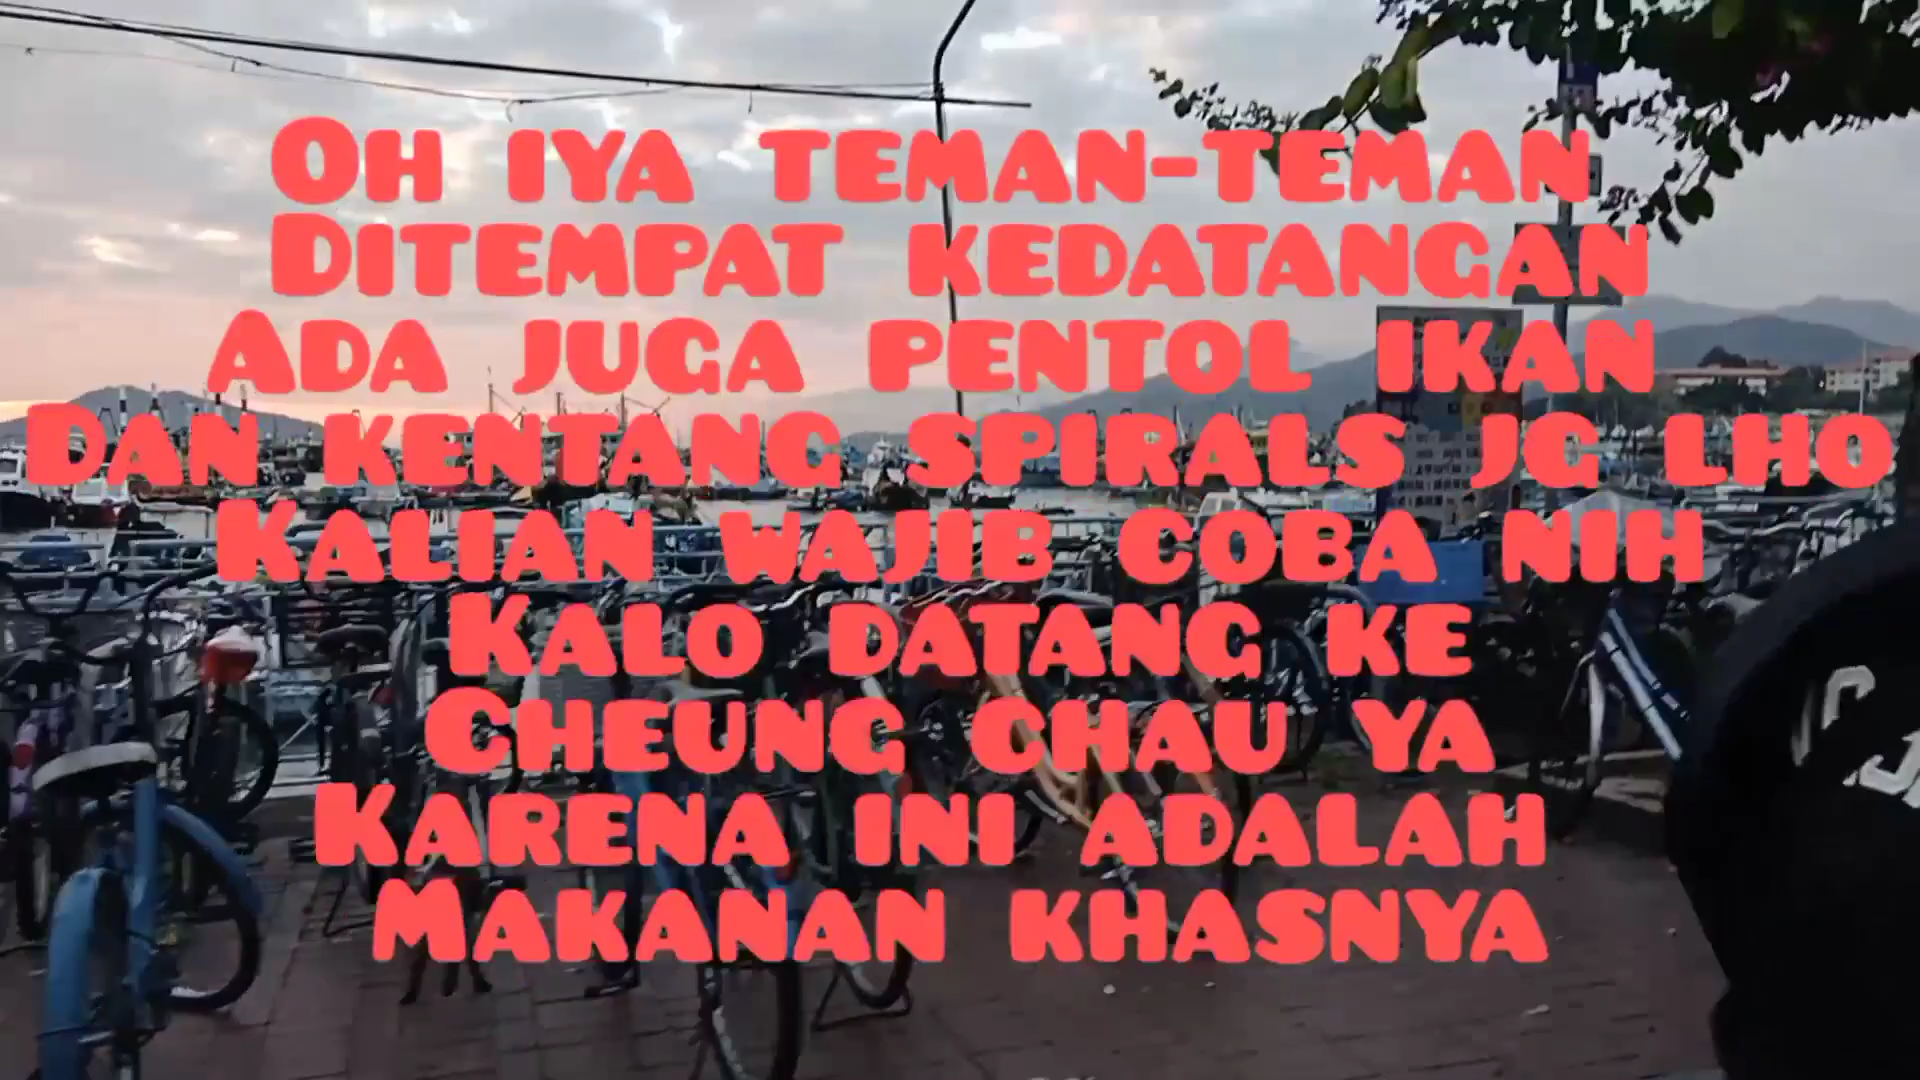 Oh iya teman-teman
Ditempat kedatangan
Ada juga pentol ikan
Dan kentang spirals jg lho
Kalian wajib coba nih
Kalo datang ke
Cheung chau ya
Karena ini adalah
Makanan khasnya